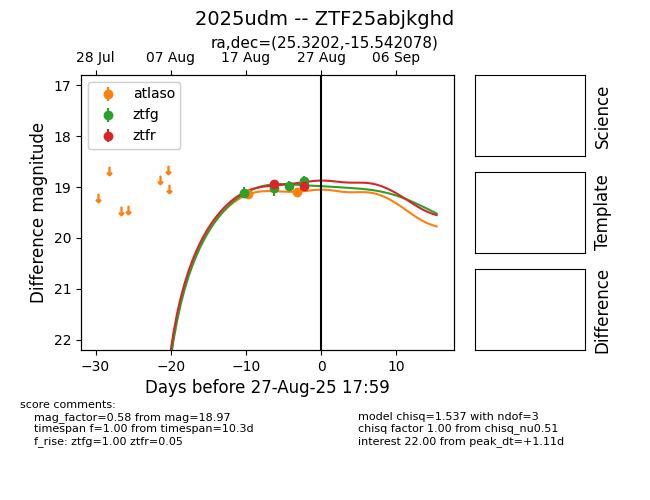 2025udm -- ZTF25abjkghd
ra,dec=(25.3202,-15.542078)
28 Jul 07 Aug 17 Aug 27 Aug 06 Sep
atlaso
ztfg
ztfr
Difference magnitude
17
18
19
20
21
22
−30 −20 −10 0 10
Days before 27-Aug-25 17:59
Science
Template
Difference
score comments:
mag_factor=0.58 from mag=18.97
timespan f=1.00 from timespan=10.3d
f_rise: ztfg=1.00 ztfr=0.05
model chisq=1.537 with ndof=3
chisq factor 1.00 from chisq_nu0.51
interest 22.00 from peak_dt=+1.11d